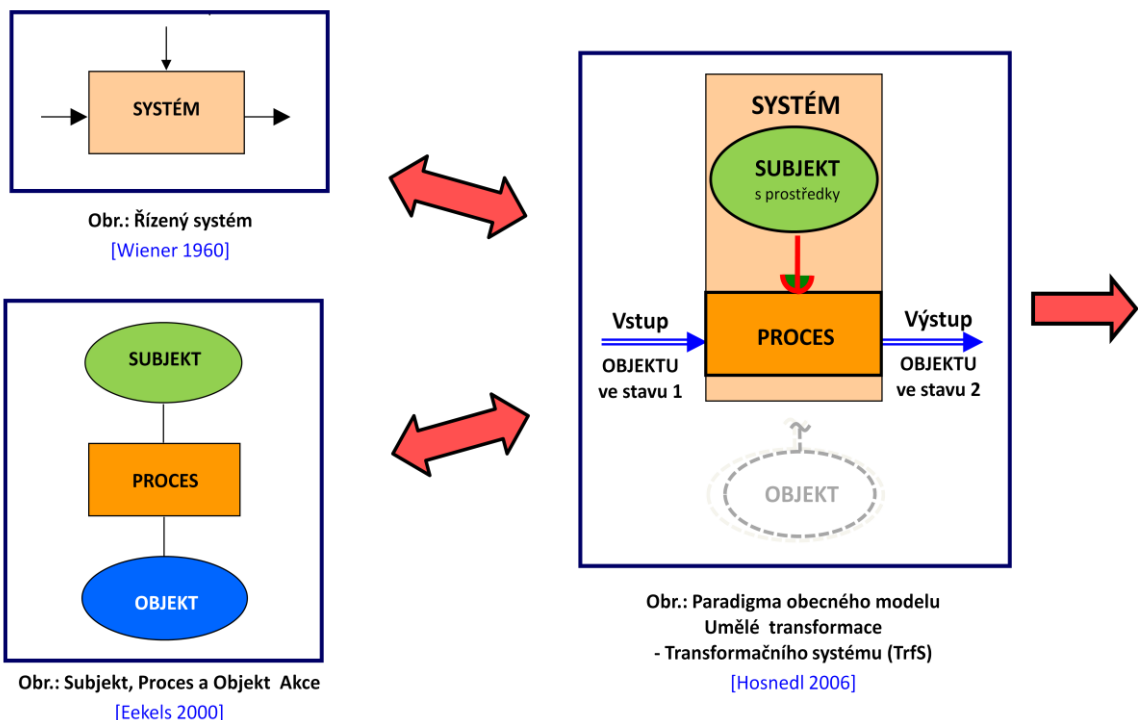 SYSTÉM
Obr.: Řízený systém
[Wiener 1960]
SUBJEKT
PROCES
OBJEKT
Obr.: Subjekt, Proces a Objekt Akce
[Eekels 2000]
SYSTÉM
SUBJEKT
s prostředky
Vstup
OBJEKTU
ve stavu 1
PROCES
Výstup
OBJEKTU
ve stavu 2
OBJEKT
Obr.: Paradigma obecného modelu
Umělé transformace
- Transformačního systému (TrfS)
[Hosnedl 2006]